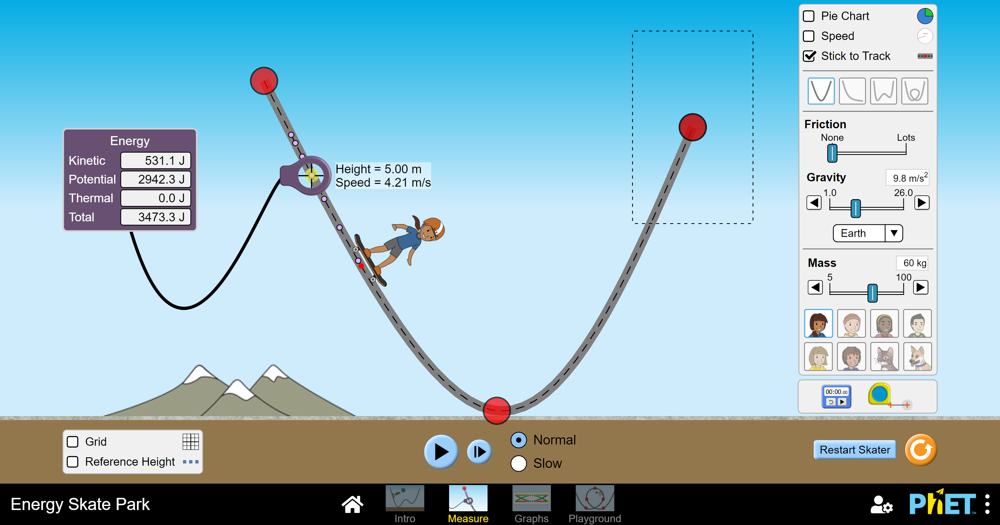 Pie Chart
Speed
Stick to Track
Energy
Kinetic 531.1 J
Potential 2942.3 J
Thermal 0.0 J
Total 3473.3 J
Height = 5.00 m
Speed = 4.21 m/s
Friction
None Lots
Gravity 9.8 m/s²
1.0 26.0
Earth
Mass 60 kg
5 100
00:00.00
Grid
Reference Height
Normal
Slow
Restart Skater
Energy Skate Park
Intro
Measure
Graphs
Playground
PhET™